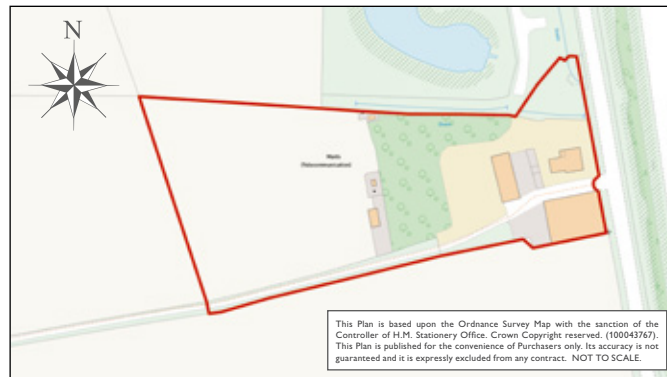 N
Masts
(telecommunication)
This Plan is based upon the Ordnance Survey Map with the sanction of the
Controller of H.M. Stationery Office. Crown Copyright reserved. (100043767).
This Plan is published for the convenience of Purchasers only. Its accuracy is not
guaranteed and it is expressly excluded from any contract. NOT TO SCALE.